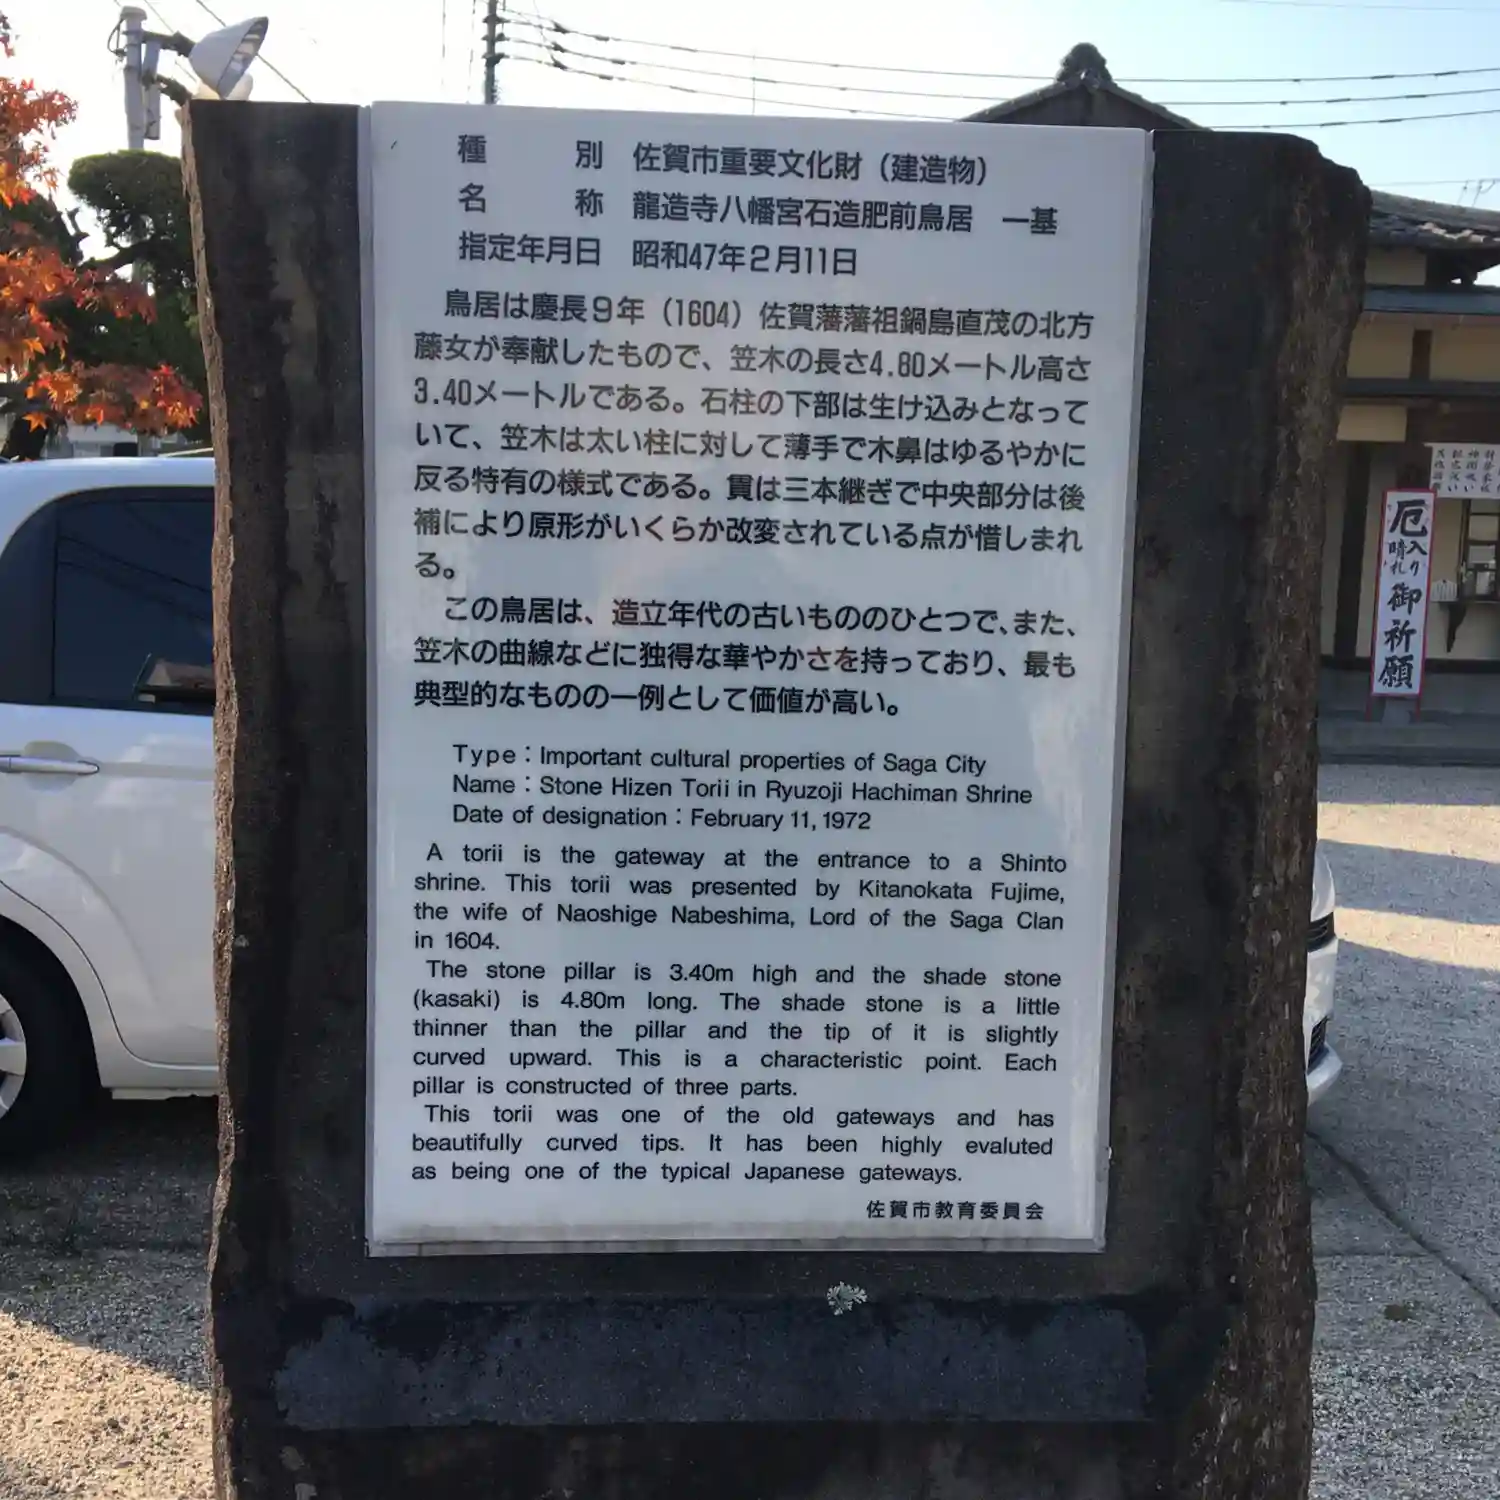 種　別　佐賀市重要文化財（建造物）
名　称　龍造寺八幡宮石造肥前鳥居　一基
指定年月日　昭和47年2月11日
鳥居は慶長9年（1604）佐賀藩藩祖鍋島直茂の北方
藤女が奉献したもので、笠木の長さ4.80メートル高さ
3.40メートルである。石柱の下部は生け込みとなって
いて、笠木は太い柱に対して薄手で木鼻はゆるやかに
反る特有の様式である。貫は三本継ぎで中央部分は後
補により原形がいくらか改変されている点が惜しまれ
る。
この鳥居は、造立年代の古いもののひとつで、また、
笠木の曲線などに独得な華やかさを持っており、最も
典型的なものの一例として価値が高い。
Type：Important cultural properties of Saga City
Name：Stone Hizen Torii in Ryuzoji Hachiman Shrine
Date of designation：February 11, 1972
A torii is the gateway at the entrance to a Shinto
shrine. This torii was presented by Kitanokata Fujime,
the wife of Naoshige Nabeshima, Lord of the Saga Clan
in 1604.
The stone pillar is 3.40m high and the shade stone
(kasaki) is 4.80m long. The shade stone is a little
thinner than the pillar and the tip of it is slightly
curved upward. This is a characteristic point. Each
pillar is constructed of three parts.
This torii was one of the old gateways and has
beautifully curved tips. It has been highly evaluted
as being one of the typical Japanese gateways.
佐賀市教育委員会
厄入り晴れ御祈願